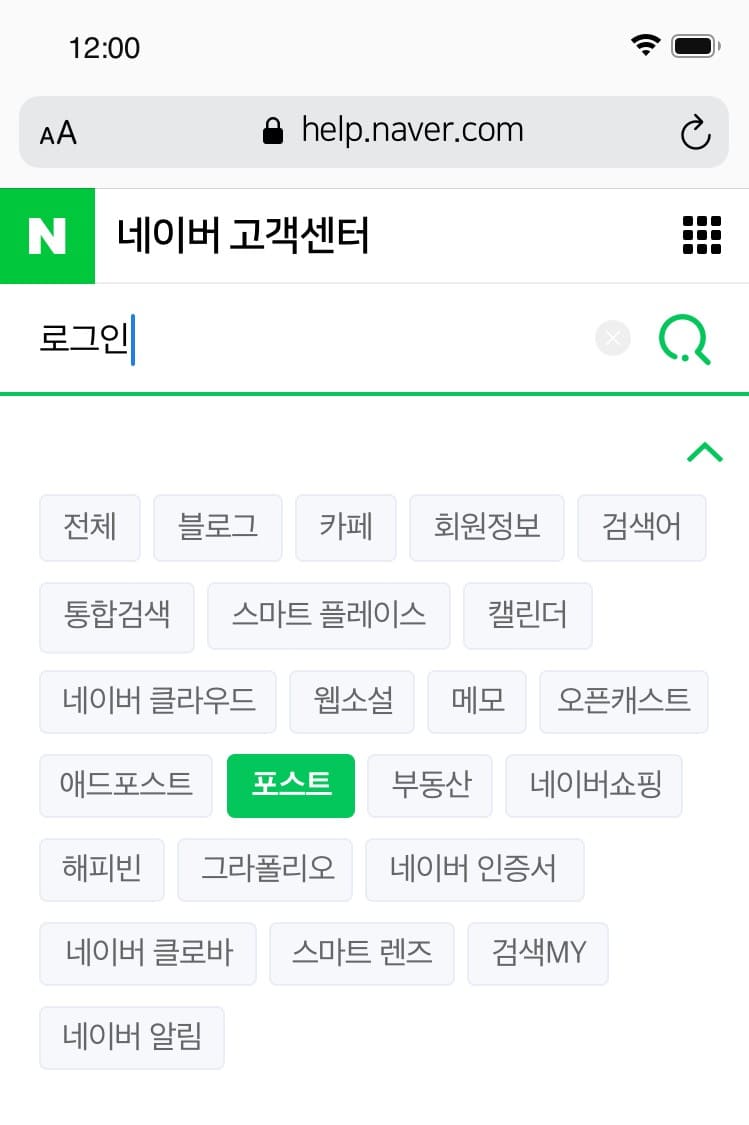 12:00
AA help.naver.com
N 네이버 고객센터
로그인
전체 블로그 카페 회원정보 검색어
통합검색 스마트 플레이스 캘린더
네이버 클라우드 웹소설 메모 오픈캐스트
애드포스트 포스트 부동산 네이버쇼핑
해피빈 그라폴리오 네이버 인증서
네이버 클로바 스마트 렌즈 검색MY
네이버 알림